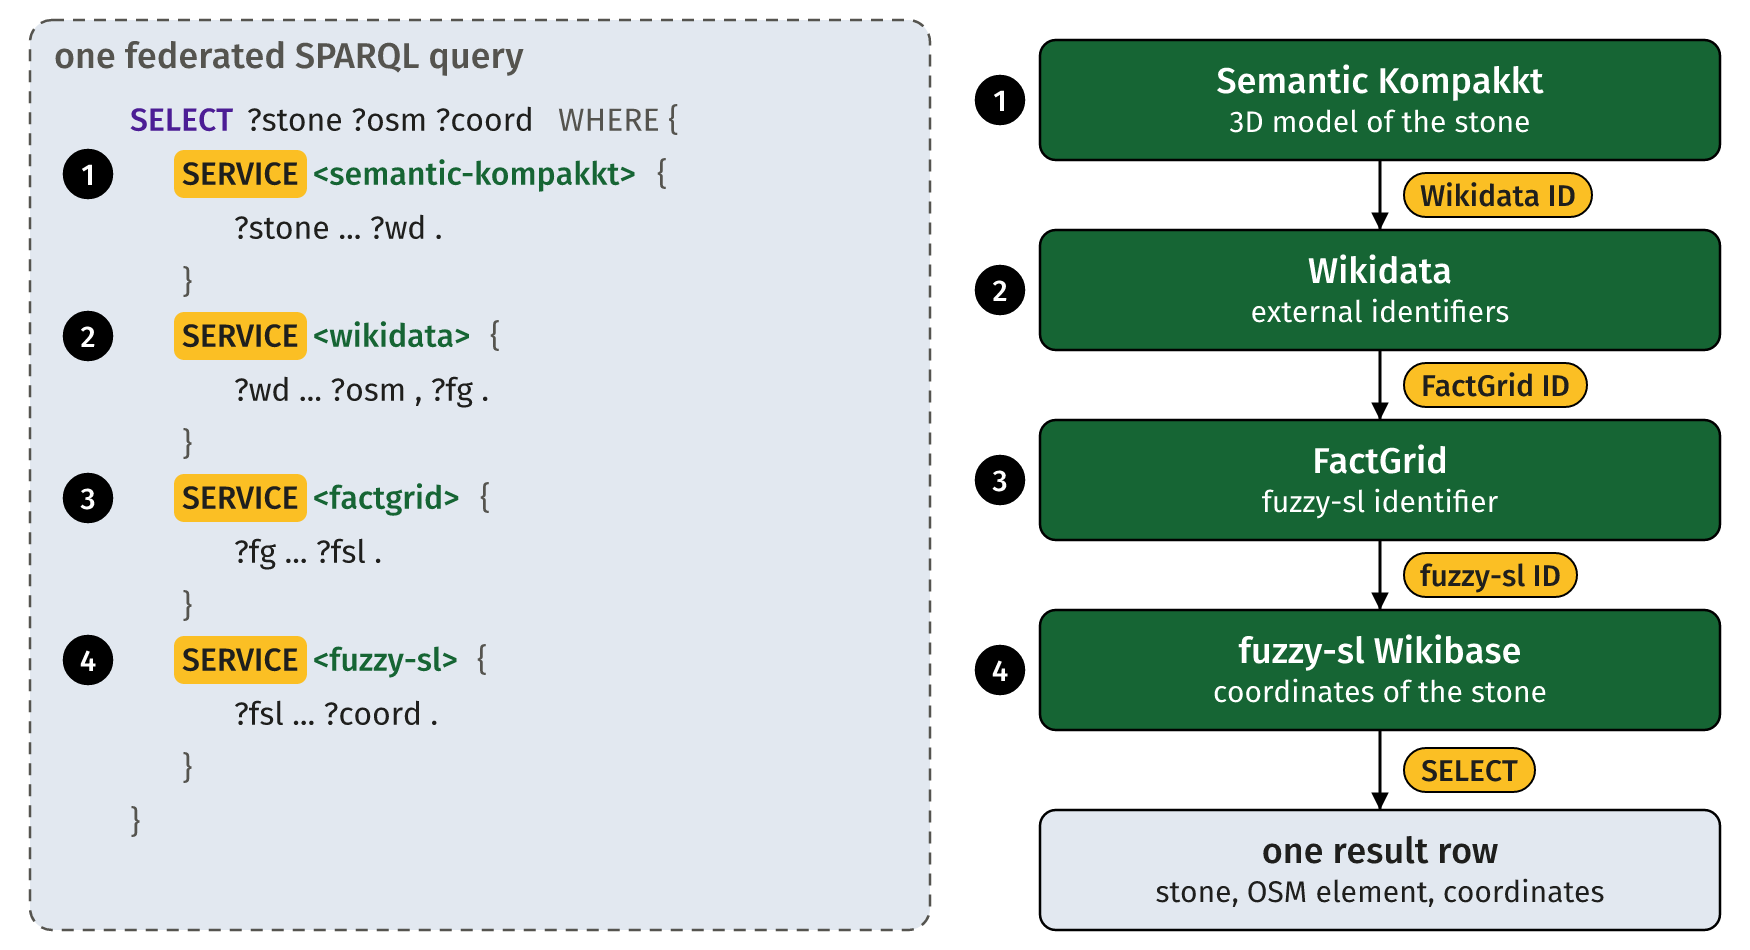 one federated SPARQL query
SELECT ?stone ?osm ?coord WHERE {
1 SERVICE <semantic-kompakkt> {
?stone ... ?wd .
}
2 SERVICE <wikidata> {
?wd ... ?osm , ?fg .
}
3 SERVICE <factgrid> {
?fg ... ?fsl .
}
4 SERVICE <fuzzy-sl> {
?fsl ... ?coord .
}
}
1 Semantic Kompakkt
3D model of the stone
Wikidata ID
2 Wikidata
external identifiers
FactGrid ID
3 FactGrid
fuzzy-sl identifier
fuzzy-sl ID
4 fuzzy-sl Wikibase
coordinates of the stone
SELECT
one result row
stone, OSM element, coordinates